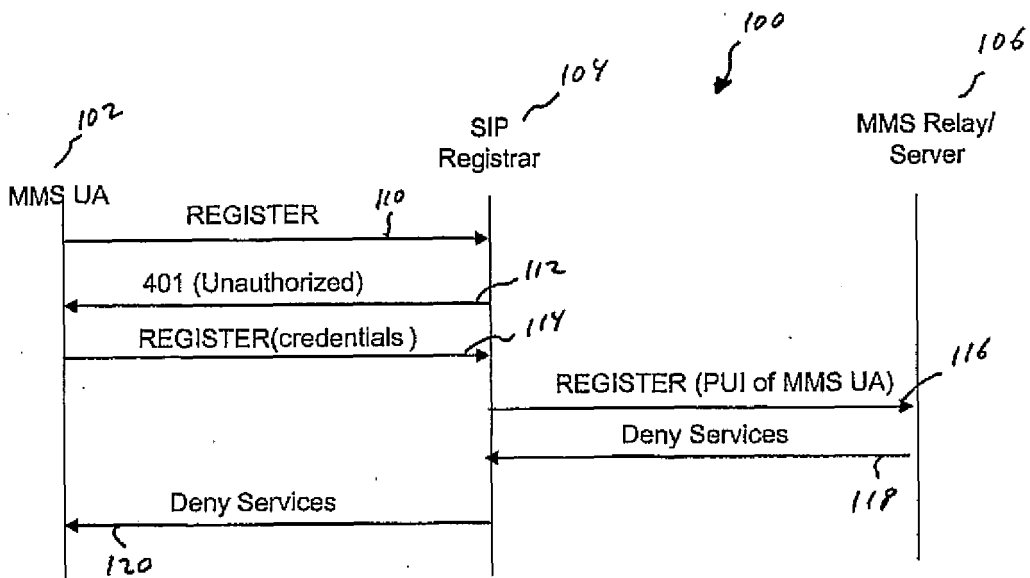 100
106
104
102
SIP
Registrar
MMS Relay/
Server
MMS UA
REGISTER
110
401 (Unauthorized)
112
REGISTER(credentials )
114
116
REGISTER (PUI of MMS UA)
Deny Services
118
Deny Services
120